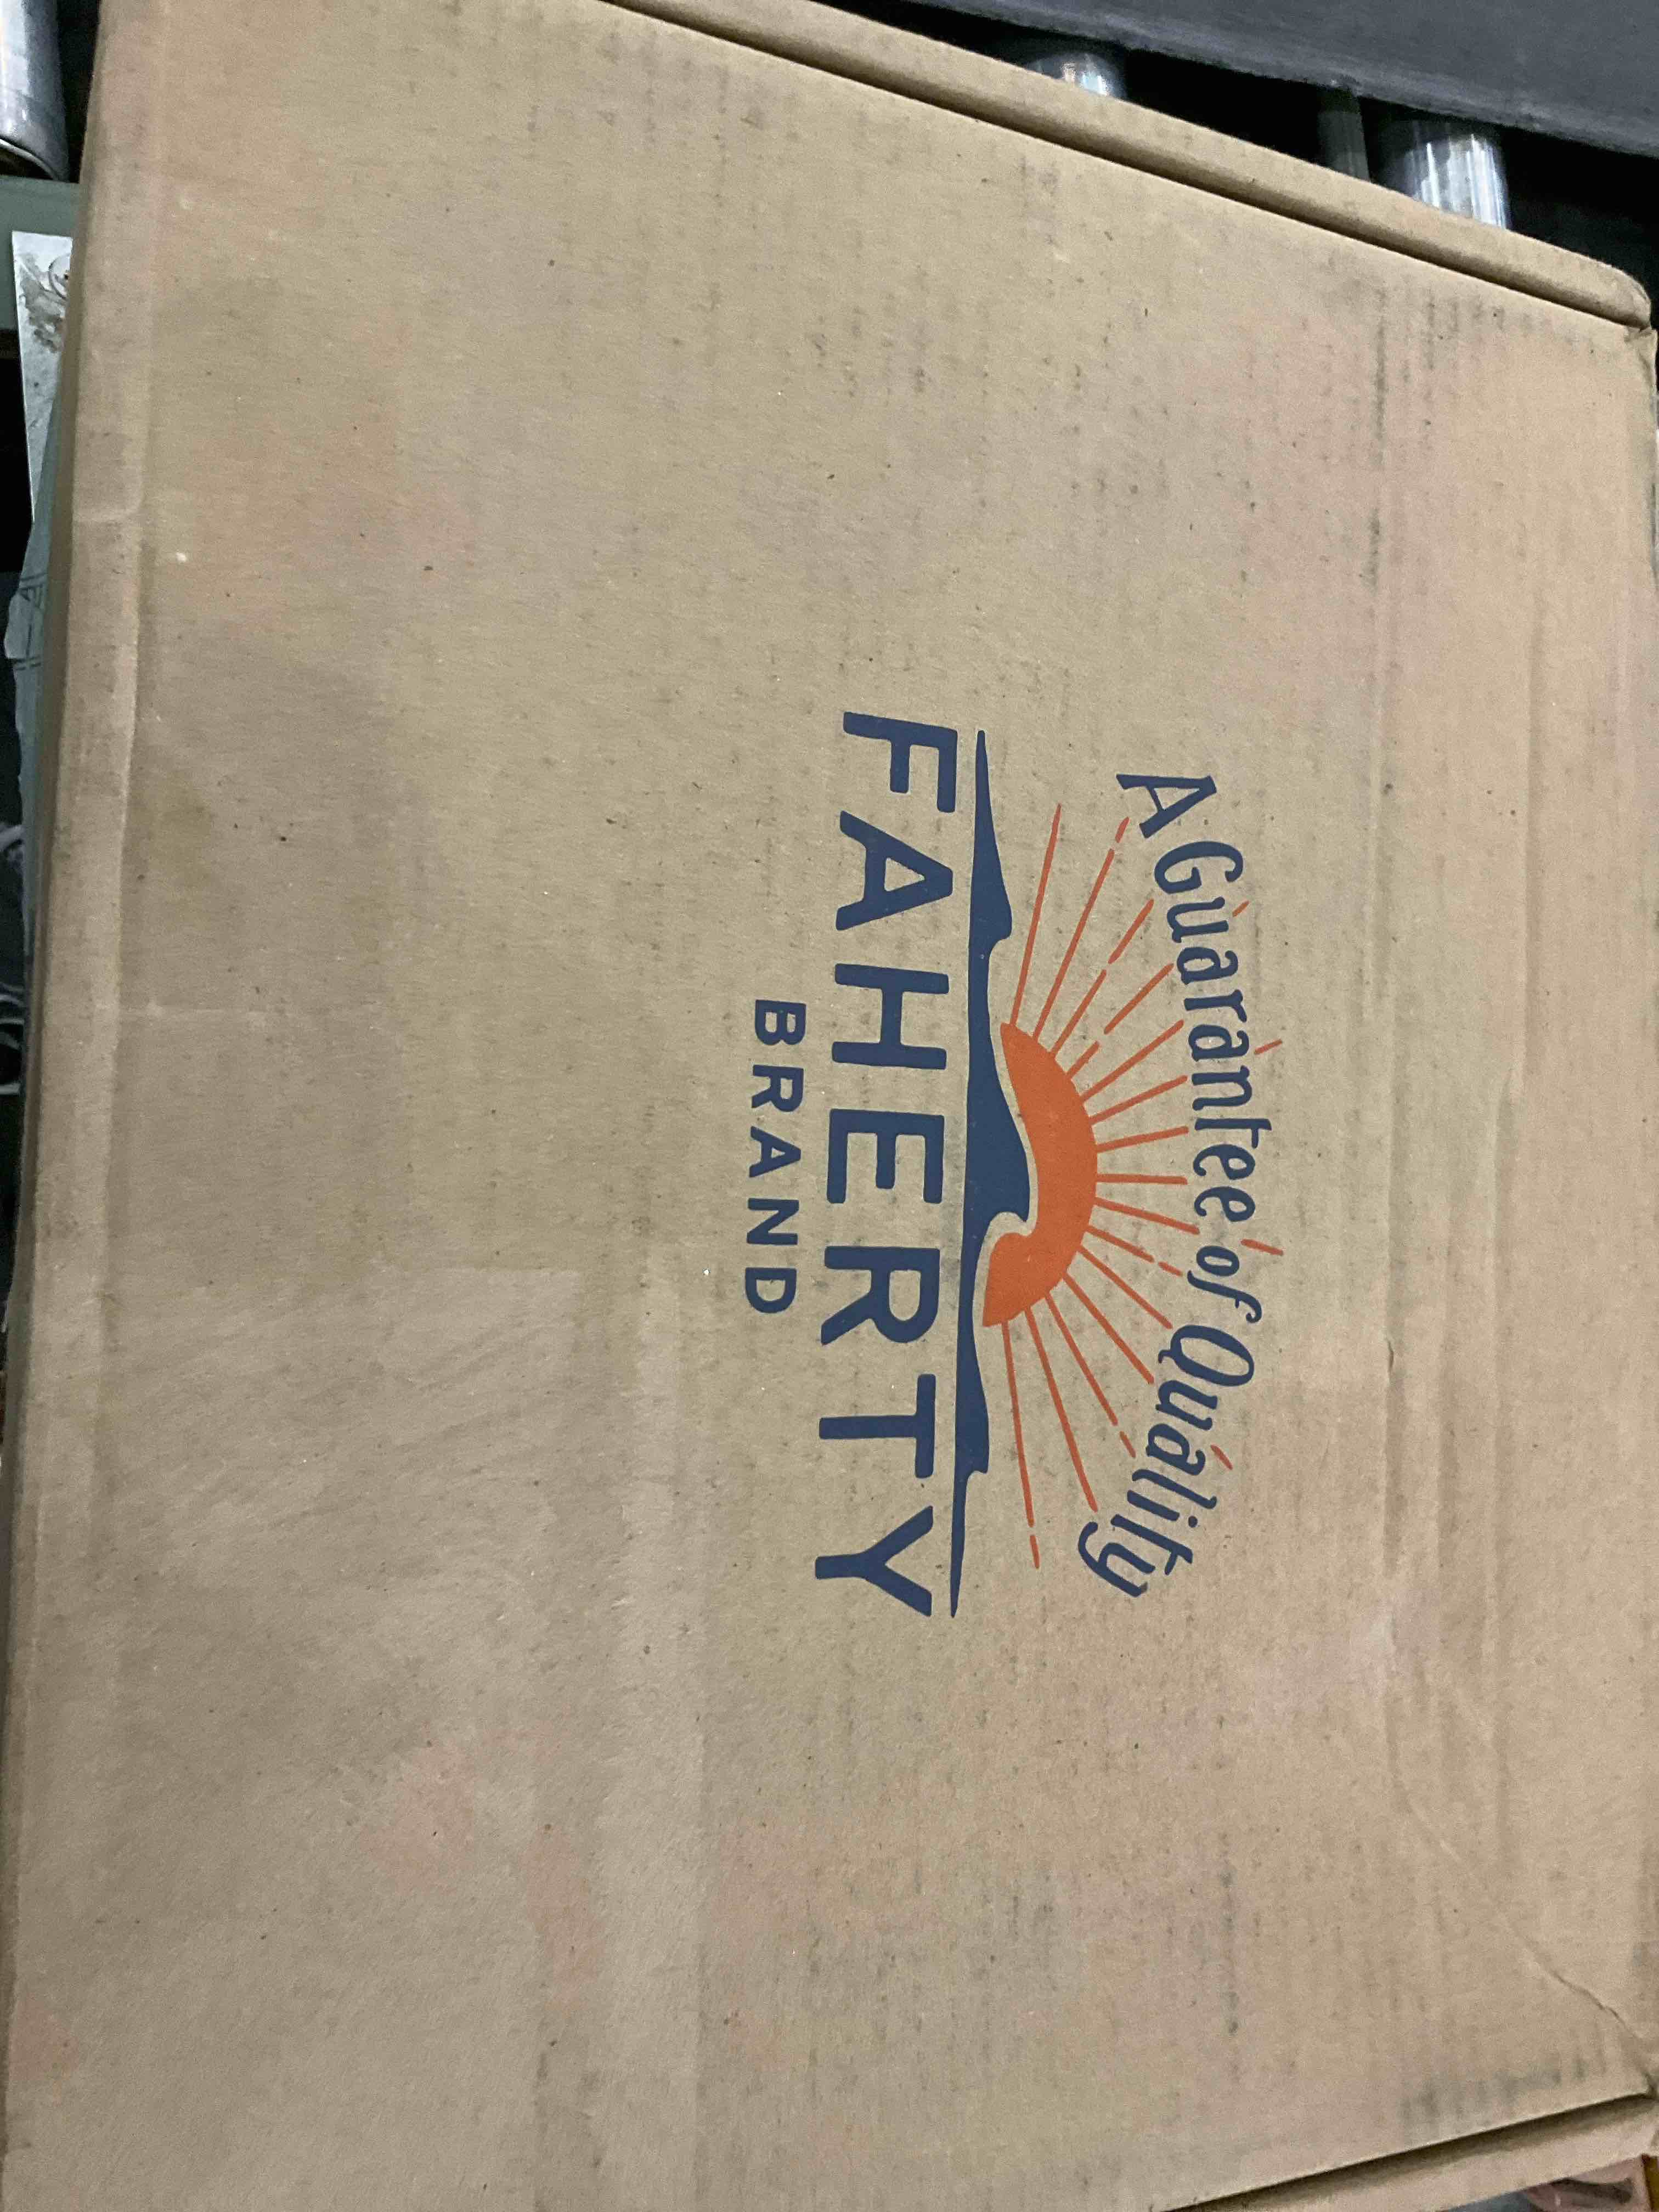 A Guarantee of Quality
FAHERTY
BRAND